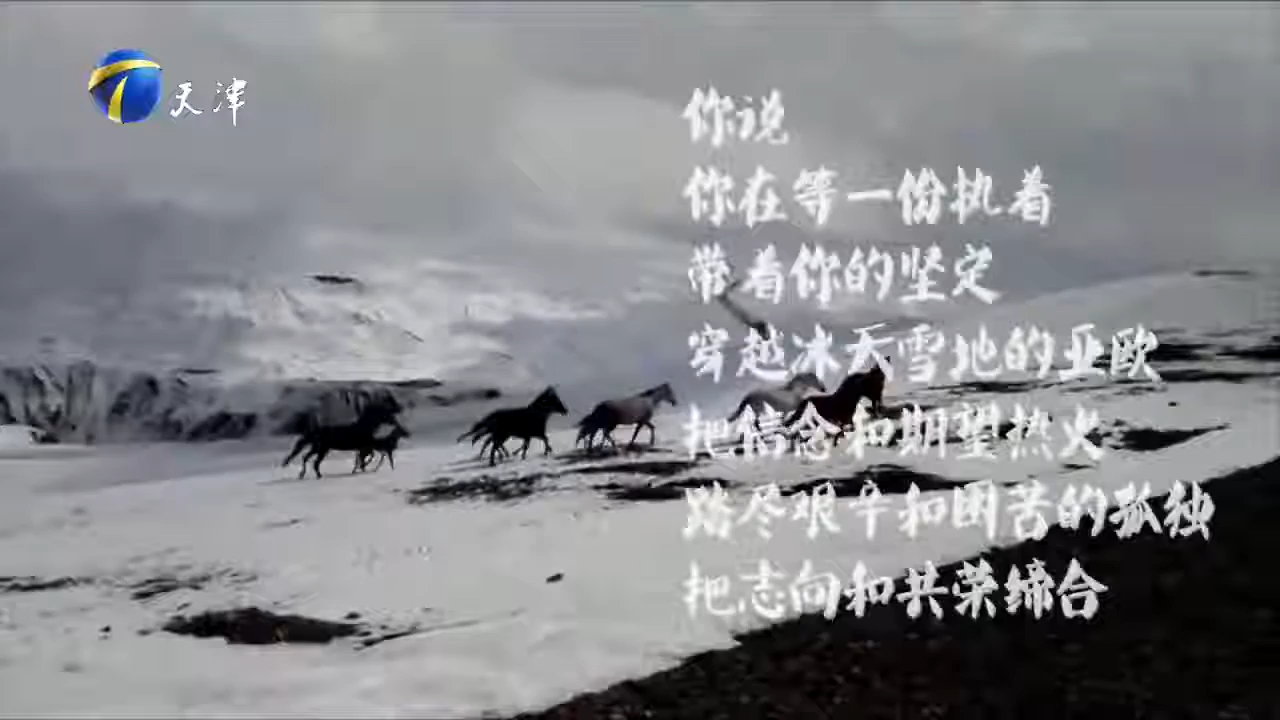 天津
你说
你在等一份执着
带着你的坚定
穿越冰天雪地的亚欧
把信念和期望热火
踏尽艰辛和困苦的孤独
把志向和共荣缔合